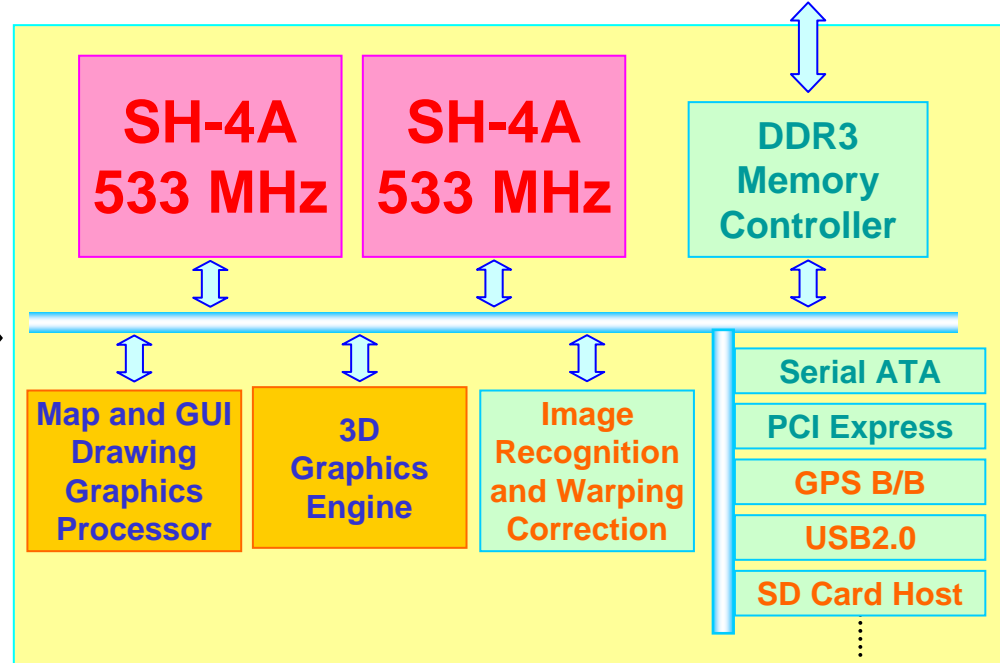 SH-4A
533 MHz
SH-4A
533 MHz
DDR3
Memory
Controller
Map and GUI
Drawing
Graphics
Processor
3D
Graphics
Engine
Image
Recognition
and Warping
Correction
Serial ATA
PCI Express
GPS B/B
USB2.0
SD Card Host